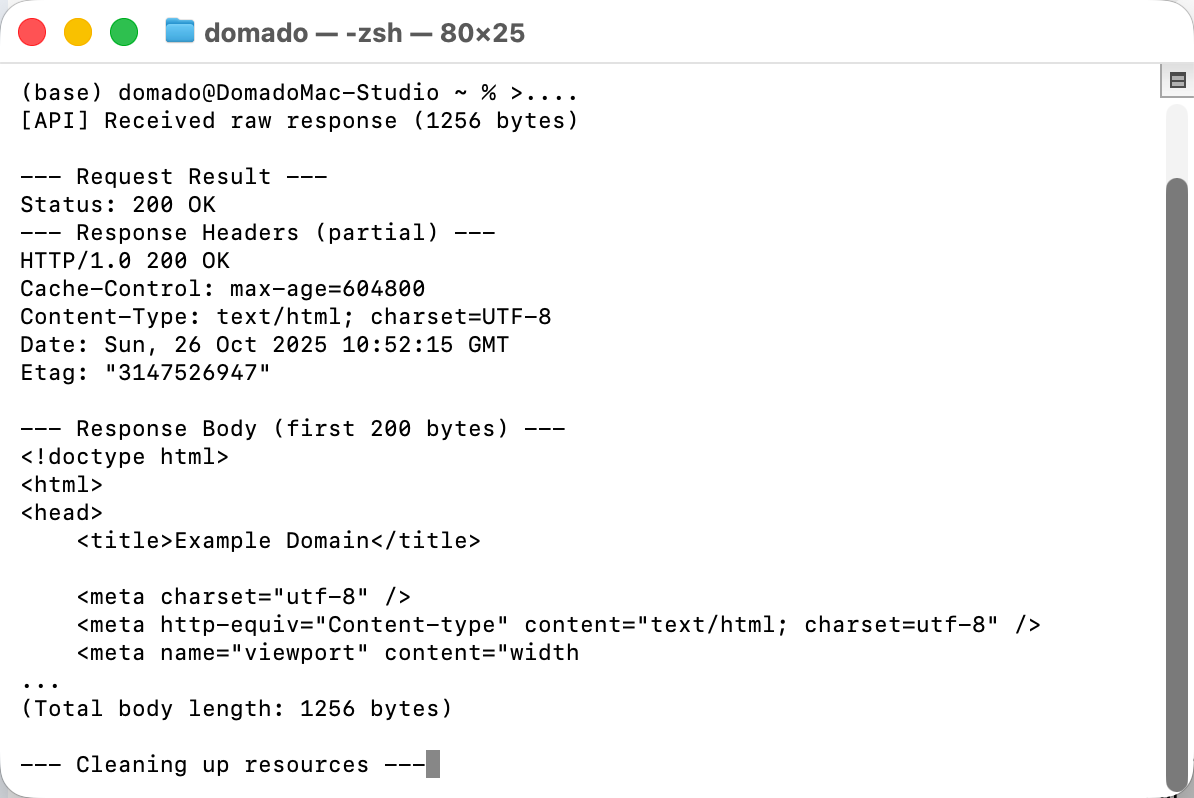 domado — -zsh — 80×25
(base) domado@DomadoMac-Studio ~ % >....
[API] Received raw response (1256 bytes)

--- Request Result ---
Status: 200 OK
--- Response Headers (partial) ---
HTTP/1.0 200 OK
Cache-Control: max-age=604800
Content-Type: text/html; charset=UTF-8
Date: Sun, 26 Oct 2025 10:52:15 GMT
Etag: "3147526947"

--- Response Body (first 200 bytes) ---
<!doctype html>
<html>
<head>
    <title>Example Domain</title>

    <meta charset="utf-8" />
    <meta http-equiv="Content-type" content="text/html; charset=utf-8" />
    <meta name="viewport" content="width
...
(Total body length: 1256 bytes)

--- Cleaning up resources ---